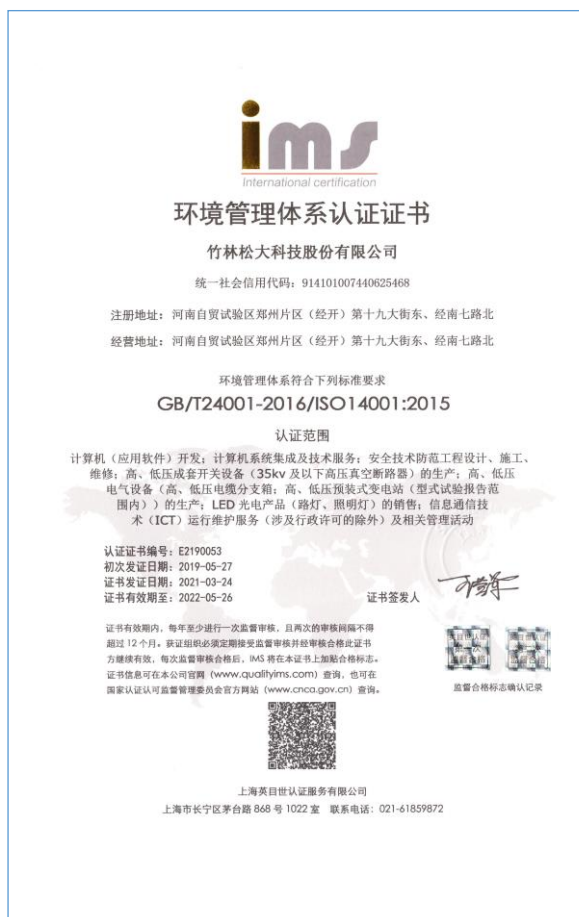 ims
International certification
环境管理体系认证证书
竹林松大科技股份有限公司
统一社会信用代码：914101007440625468
注册地址：河南自贸试验区郑州片区（经开）第十九大街东、经南七路北
经营地址：河南自贸试验区郑州片区（经开）第十九大街东、经南七路北
环境管理体系符合下列标准要求
GB/T24001-2016/ISO14001:2015
认证范围
计算机（应用软件）开发；计算机系统集成及技术服务；安全技术防范工程设计、施工、
维修；高、低压成套开关设备（35kv 及以下高压真空断路器）的生产；高、低压
电气设备（高、低压电缆分支箱；高、低压预装式变电站（型式试验报告范
围内））的生产；LED 光电产品（路灯、照明灯）的销售；信息通信技
术（ICT）运行维护服务（涉及行政许可的除外）及相关管理活动
认证证书编号：E2190053
初次发证日期：2019-05-27
证书发证日期：2021-03-24
证书有效期至：2022-05-26
证书签发人
证书有效期内，每年至少进行一次监督审核，且两次的审核间隔不得
超过 12 个月。获证组织必须定期接受监督审核并经审核合格此证书
方继续有效，每次监督审核合格后，IMS 将在本证书上加贴合格标志。
证书信息可在本公司官网（www.qualityims.com）查询，也可在
国家认证认可监督管理委员会官方网站（www.cnca.gov.cn）查询。
监督合格标志确认记录
上海英目世认证服务有限公司
上海市长宁区茅台路 868 号 1022 室 联系电话：021-61859872